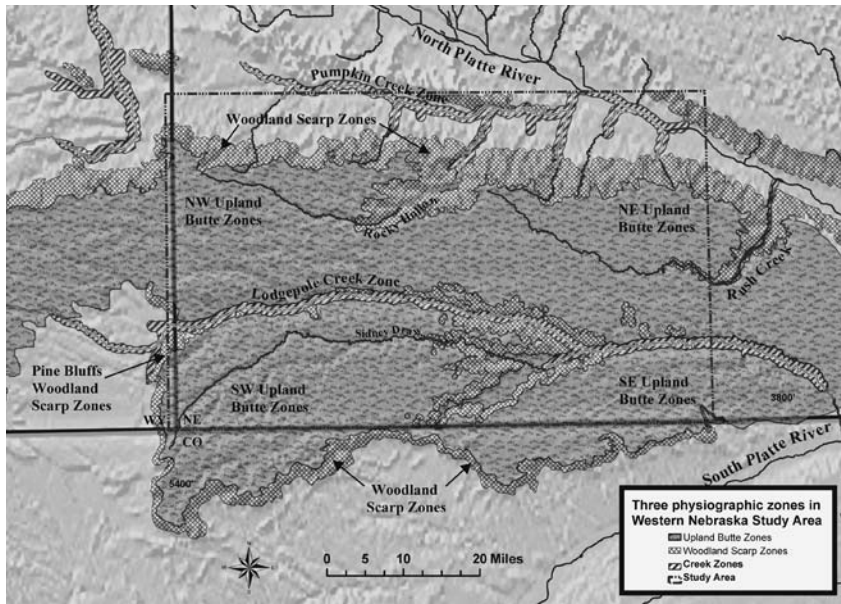 North Platte River
Pumpkin Creek Zone
Woodland Scarp Zones
NW Upland
Butte Zones
Rocky Hollow
NE Upland
Butte Zones
Rush Creek
Lodgepole Creek Zone
Sidney Draw
Pine Bluffs
Woodland
Scarp Zones
SW Upland
Butte Zones
SE Upland
Butte Zones
3800'
WY NE
CO
South Platte River
5400'
Woodland
Scarp Zones
Three physiographic zones in
Western Nebraska Study Area
Upland Butte Zones
Woodland Scarp Zones
Creek Zones
Study Area
0 5 10 20 Miles